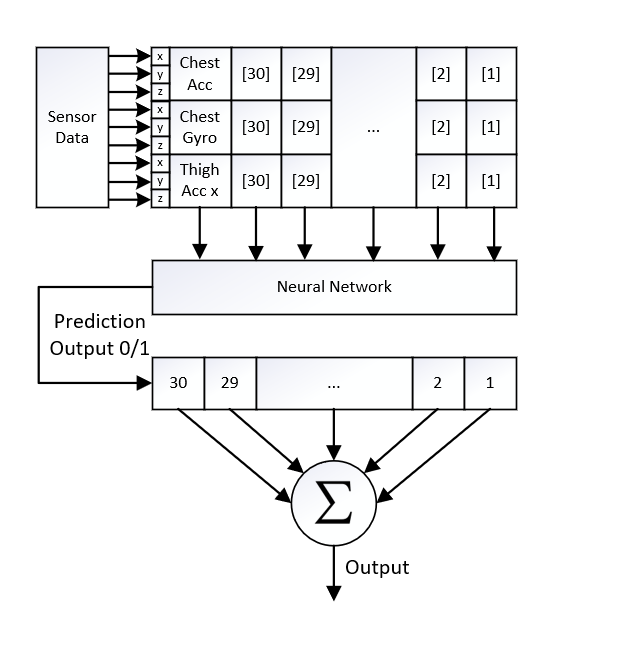 Sensor
Data
x
y
z
x
y
z
x
y
z
Chest
Acc
[30]
[29]
[2]
[1]
Chest
Gyro
[30]
[29]
...
[2]
[1]
Thigh
Acc x
[30]
[29]
[2]
[1]
Neural Network
Prediction
Output 0/1
30
29
...
2
1
Σ
Output